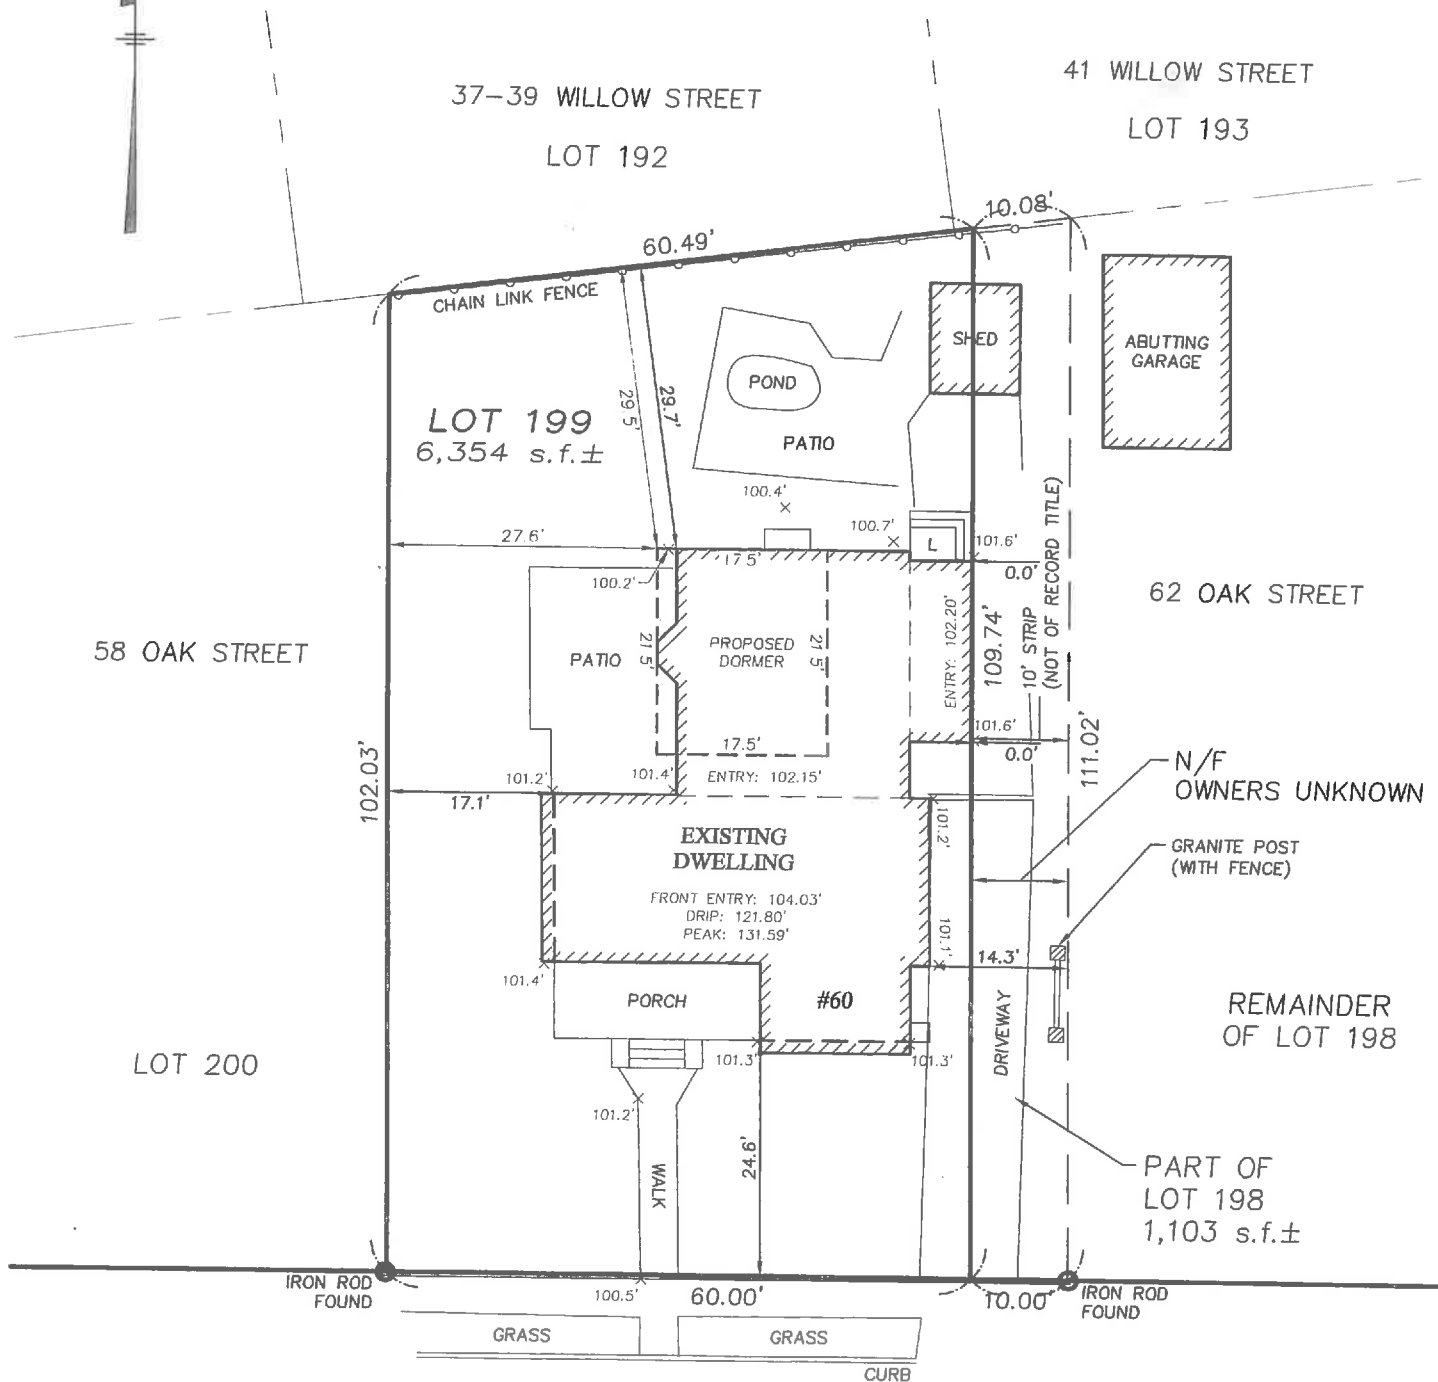 41 WILLOW STREET
LOT 193
37-39 WILLOW STREET
LOT 192
10.08'
60.49'
CHAIN LINK FENCE
SHED
ABUTTING
GARAGE
POND
29.5'
29.7'
LOT 199
6,354 s.f.±
PATIO
100.4'
100.7'
L
101.6'
27.6'
17.5'
100.2'
0.0'
10' STRIP
(NOT OF RECORD TITLE)
62 OAK STREET
58 OAK STREET
PATIO
21.5'
PROPOSED
DORMER
21.5'
ENTRY: 102.20'
109.74'
17.5'
101.6'
0.0'
111.02'
102.03'
101.2'
101.4'
ENTRY: 102.15'
17.1'
N/F
OWNERS UNKNOWN
EXISTING
DWELLING
FRONT ENTRY: 104.03'
DRIP: 121.80'
PEAK: 131.59'
101.2'
GRANITE POST
(WITH FENCE)
101.1'
14.3'
101.4'
PORCH
#60
REMAINDER
OF LOT 198
LOT 200
101.3'
101.3'
DRIVEWAY
101.2'
24.6'
WALK
PART OF
LOT 198
1,103 s.f.±
IRON ROD
FOUND
100.5'
60.00'
10.00'
IRON ROD
FOUND
GRASS
GRASS
CURB